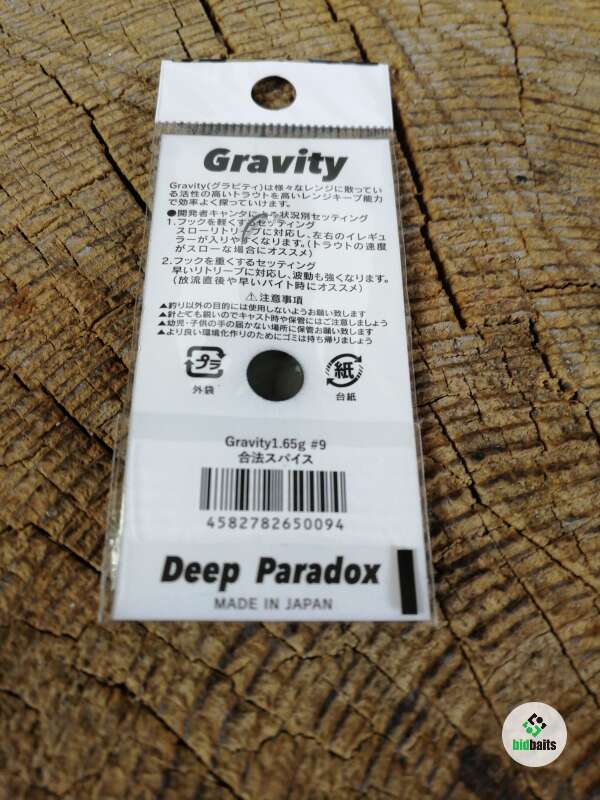 Gravity
Gravity(グラビティ)は様々なレンジに散ってい
る活性の高いトラウトを高いレンジキープ能力
で効率よく探っていけます。
●開発者キャンタによる状況別セッティング
1.フックを軽くするセッティング
スローリトリーブに対応し、左右のイレギュ
ラーが入りやすくなります。(トラウトの速度
がスローな場合にオススメ)
2.フックを重くするセッティング
早いリトリーブに対応し、波動も強くなります。
(放流直後や早いバイト時にオススメ)
⚠注意事項
▲釣り以外の目的には使用しないようお願い致します
▲針とても鋭いのでキャスト時や保管にはご注意しましょう
▲幼児・子供の手の届かない場所に保管お願い致します
▲より良い環境化作りのためにゴミは持ち帰りましょう
プラ
紙
外袋
台紙
Gravity1.65g #9
合法スパイス
4582782650094
Deep Paradox
MADE IN JAPAN
bidbaits